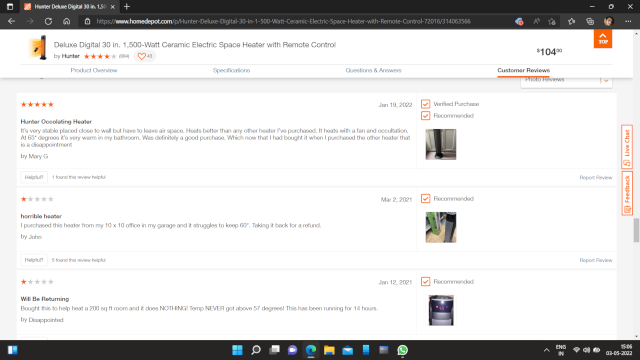 Hunter Deluxe Digital 30 in. 1,50
https://www.homedepot.com/p/Hunter-Deluxe-Digital-30-in-1-500-Watt-Ceramic-Electric-Space-Heater-with-Remote-Control-72016/314063566
Deluxe Digital 30 in. 1,500-Watt Ceramic Electric Space Heater with Remote Control
by Hunter
$104.00
TOP
Product Overview
Specifications
Questions & Answers
Customer Reviews
Photo Reviews
Jan 19, 2022
Verified Purchase
Recommended
Hunter Occolating Heater
It's very stable placed close to wall but have to leave air space. Heats better than any other heater I've purchased. It heats with a fan and occultation,
At 65° degrees it's very warm in my bathroom. Was definitely a good purchase. Which now that I had bought it when I purchased the other heater that
is a disappointment
by Mary G
Helpful?
1 found this review helpful
Report Review
Mar 2, 2021
Recommended
horrible heater
I purchased this heater from my 10 x 10 office in my garage and it struggles to keep 60°. Taking it back for a refund.
by John
Helpful?
5 found this review helpful
Report Review
Jan 12, 2021
Recommended
Will Be Returning
Bought this to help heat a 200 sq ft room and it does NOTHING! Temp NEVER got above 57 degrees! This has been running for 14 hours.
by Disappointed
Live Chat
Feedback
ENG
IN
15:06
03-05-2022